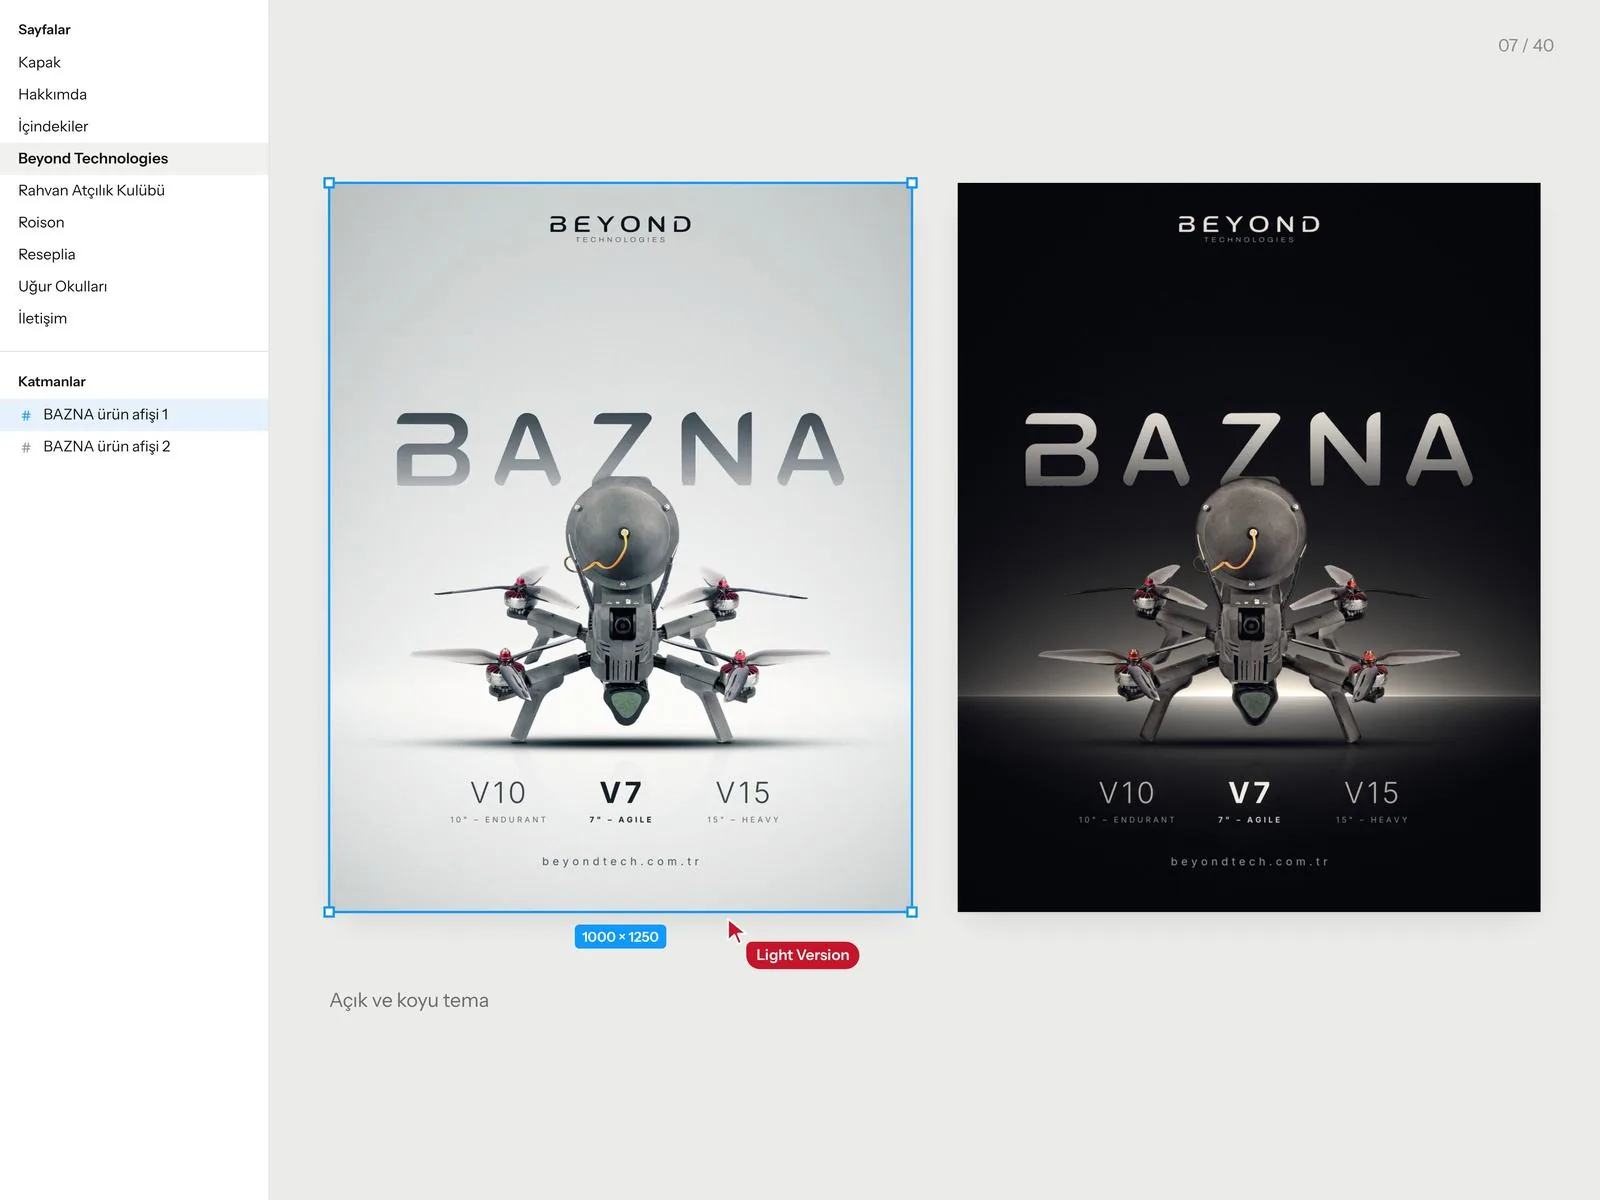 Sayfalar
Kapak
Hakkımda
İçindekiler
Beyond Technologies
Rahvan Atçılık Kulübü
Roison
Reseplia
Uğur Okulları
İletişim
Katmanlar
# BAZNA ürün afişi 1
# BAZNA ürün afişi 2
07 / 40
BEYOND
TECHNOLOGIES
BAZNA
V10 V7 V15
10" – ENDURANT 7" – AGILE 15" – HEAVY
beyondtech.com.tr
BEYOND
TECHNOLOGIES
BAZNA
V10 V7 V15
10" – ENDURANT 7" – AGILE 15" – HEAVY
beyondtech.com.tr
1000 × 1250
Light Version
Açık ve koyu tema